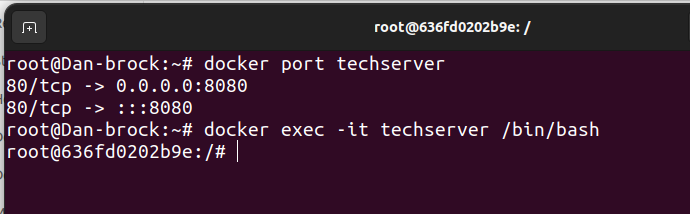 root@636fd0202b9e: /
root@Dan-brock:~# docker port techserver
80/tcp -> 0.0.0.0:8080
80/tcp -> :::8080
root@Dan-brock:~# docker exec -it techserver /bin/bash
root@636fd0202b9e:/#